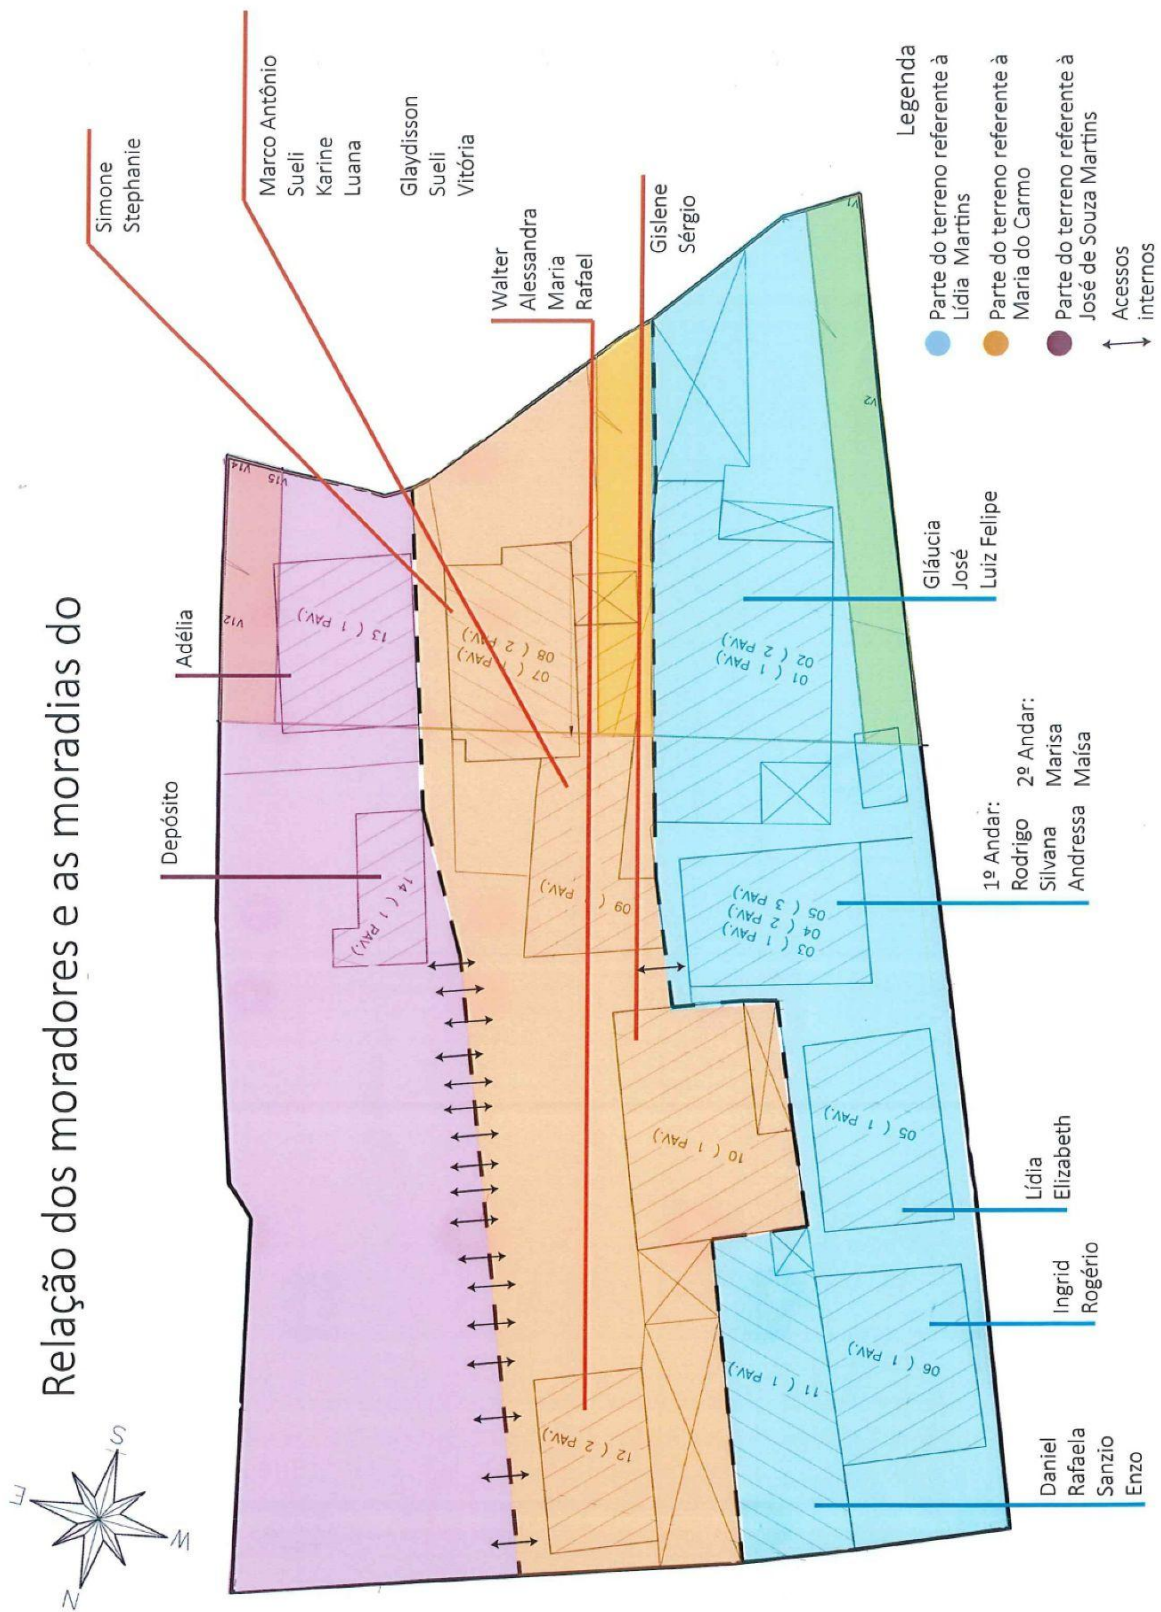 Relação dos moradores e as moradias do
N
E
S
W
Depósito
Adélia
Simone
Stephanie
Marco Antônio
Sueli
Karine
Luana
Glaydisson
Sueli
Vitória
Walter
Alessandra
Maria
Rafael
Gislene
Sérgio
V12
V14
V15
13 ( 1 PAV.)
14 ( 1 PAV.)
07 ( 1 PAV.)
08 ( 2 PAV.)
09 ( PAV.)
10 ( 1 PAV.)
12 ( 2 PAV.)
01 ( 1 PAV.)
02 ( 2 PAV.)
03 ( 1 PAV.)
04 ( 2 PAV.)
05 ( 3 PAV.)
05 ( 1 PAV.)
06 ( 1 PAV.)
11 ( 1 PAV.)
V1
V2
Daniel
Rafaela
Sanzio
Enzo
Ingrid
Rogério
Lídia
Elizabeth
1º Andar:
Rodrigo
Silvana
Andressa
2º Andar:
Marisa
Maísa
Gláucia
José
Luiz Felipe
Legenda
Parte do terreno referente à
Lídia Martins
Parte do terreno referente à
Maria do Carmo
Parte do terreno referente à
José de Souza Martins
Acessos
internos